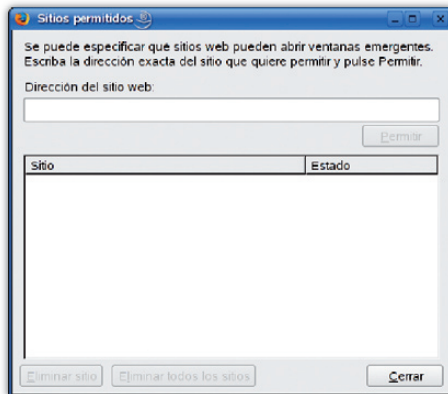 Sitios permitidos
Se puede especificar qué sitios web pueden abrir ventanas emergentes.
Escriba la dirección exacta del sitio que quiere permitir y pulse Permitir.
Dirección del sitio web:
Permitir
Sitio Estado
Eliminar sitio Eliminar todos los sitios Cerrar